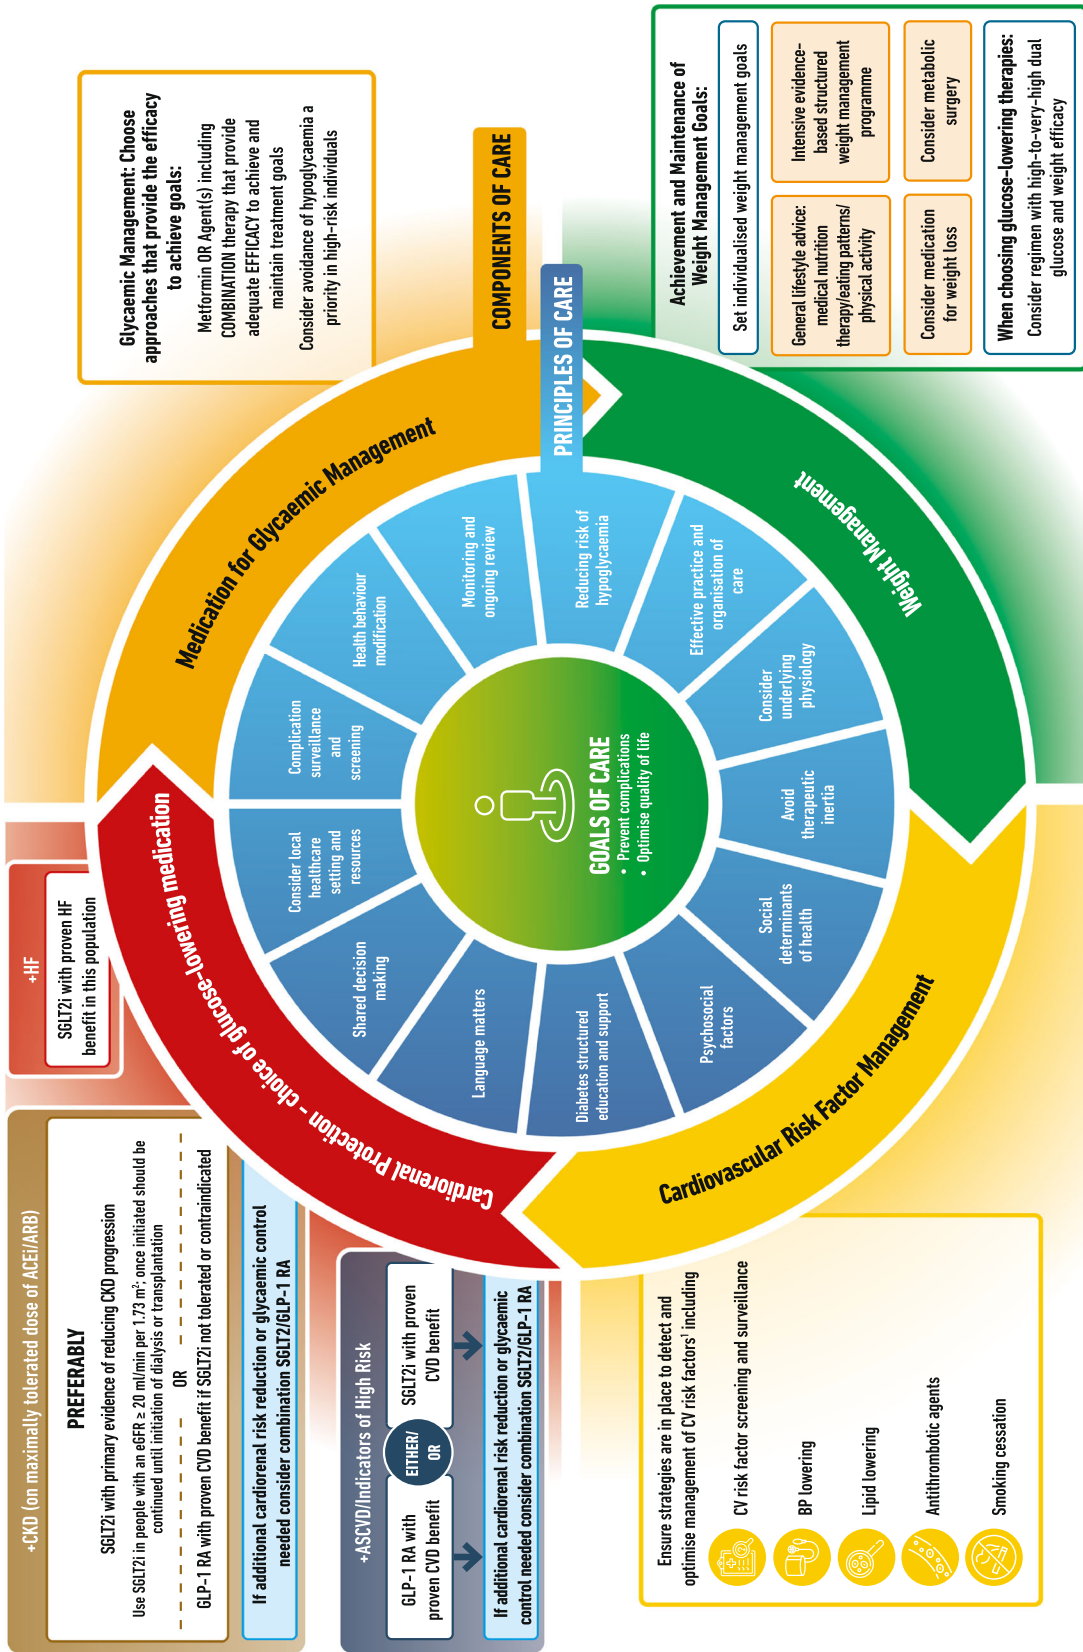 +CKD (on maximally tolerated dose of ACEi/ARB)
PREFERABLY
SGLT2i with primary evidence of reducing CKD progression
Use SGLT2i in people with an eGFR ≥ 20 ml/min per 1.73 m²; once initiated should be
continued until initiation of dialysis or transplantation
OR
GLP-1 RA with proven CVD benefit if SGLT2i not tolerated or contraindicated
If additional cardiorenal risk reduction or glycaemic control
needed consider combination SGLT2/GLP-1 RA
+HF
SGLT2i with proven HF
benefit in this population
+ASCVD/Indicators of High Risk
GLP-1 RA with
proven CVD benefit
EITHER/
OR
SGLT2i with proven
CVD benefit
If additional cardiorenal risk reduction or glycaemic
control needed consider combination SGLT2/GLP-1 RA
Glycaemic Management: Choose
approaches that provide the efficacy
to achieve goals:
Metformin OR Agent(s) including
COMBINATION therapy that provide
adequate EFFICACY to achieve and
maintain treatment goals
Consider avoidance of hypoglycaemia a
priority in high-risk individuals
COMPONENTS OF CARE
PRINCIPLES OF CARE
Cardiorenal Protection – choice of glucose-lowering medication
Medication for Glycaemic Management
Weight Management
Cardiovascular Risk Factor Management
Consider local
healthcare
setting and
resources
Complication
surveillance
and
screening
Health behaviour
modification
Monitoring and
ongoing review
Reducing risk of
hypoglycaemia
Effective practice and
organisation of
care
Consider
underlying
physiology
Avoid
therapeutic
inertia
Social
determinants
of health
Psychosocial
factors
Diabetes structured
education and support
Language matters
Shared decision
making
GOALS OF CARE
• Prevent complications
• Optimise quality of life
Ensure strategies are in place to detect and
optimise management of CV risk factors¹ including
CV risk factor screening and surveillance
BP lowering
Lipid lowering
Antithrombotic agents
Smoking cessation
Achievement and Maintenance of
Weight Management Goals:
Set individualised weight management goals
General lifestyle advice:
medical nutrition
therapy/eating patterns/
physical activity
Intensive evidence-
based structured
weight management
programme
Consider medication
for weight loss
Consider metabolic
surgery
When choosing glucose-lowering therapies:
Consider regimen with high-to-very-high dual
glucose and weight efficacy